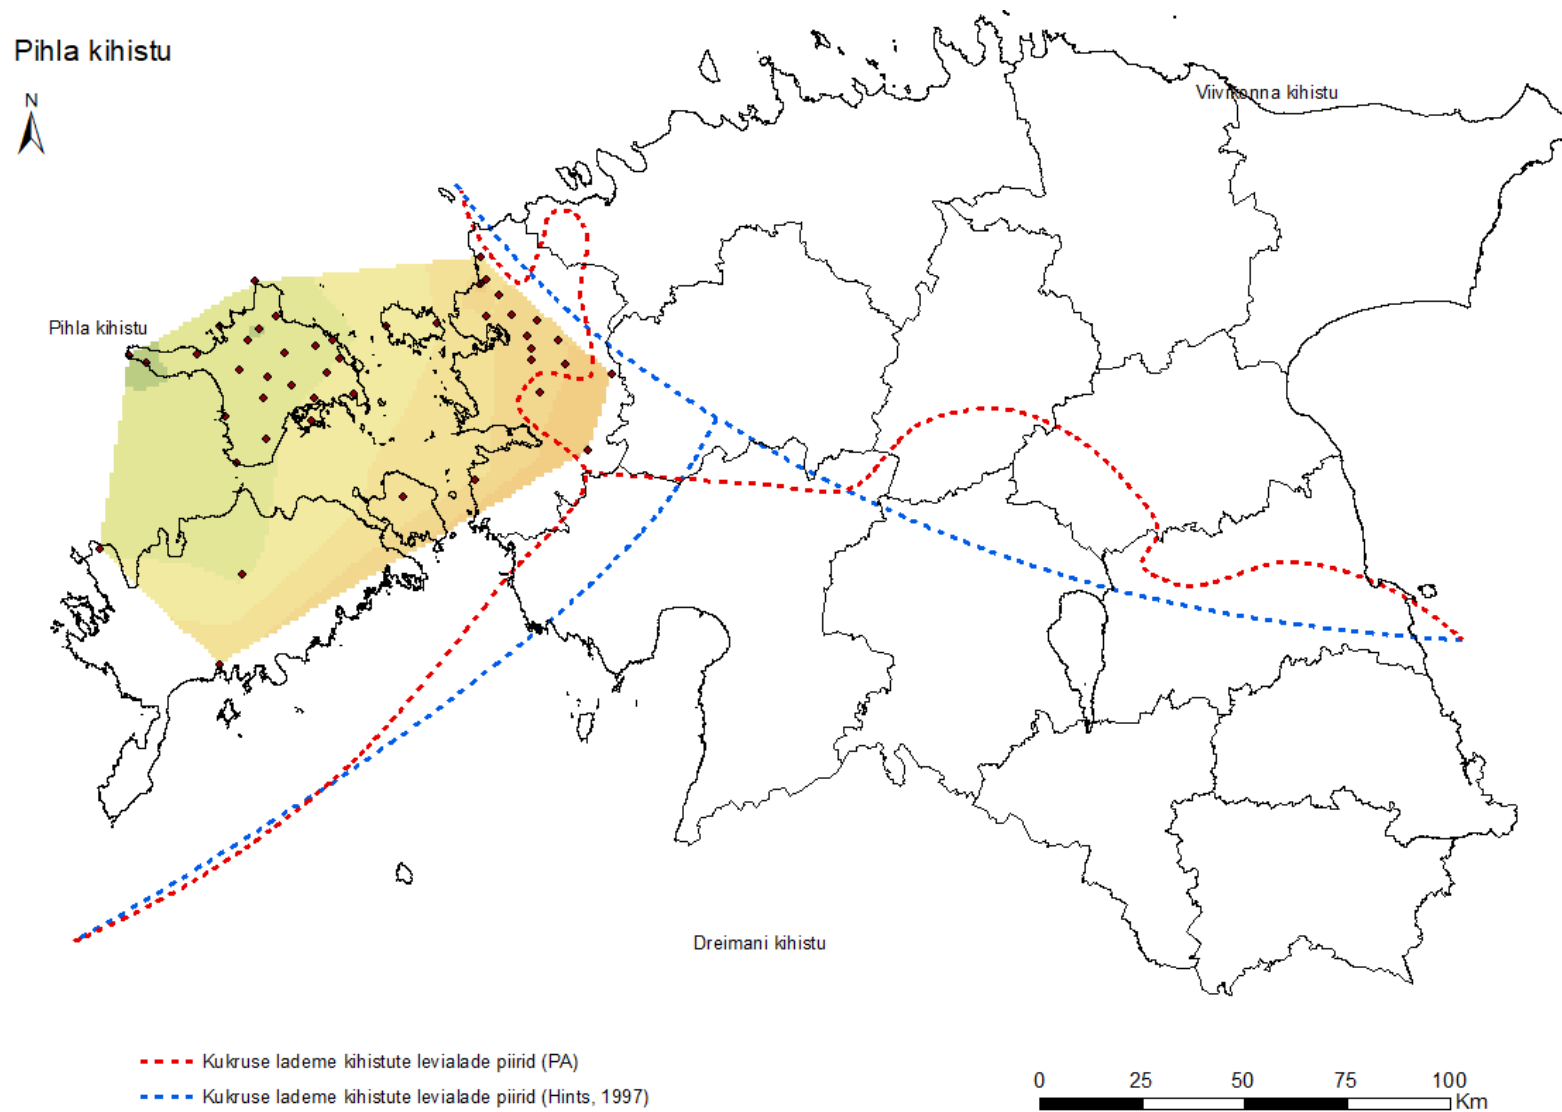 Pihla kihistu
N
Viivikonna kihistu
Pihla kihistu
Dreimani kihistu
Kukruse lademe kihistute levialade piirid (PA)
Kukruse lademe kihistute levialade piirid (Hints, 1997)
0 25 50 75 100
Km